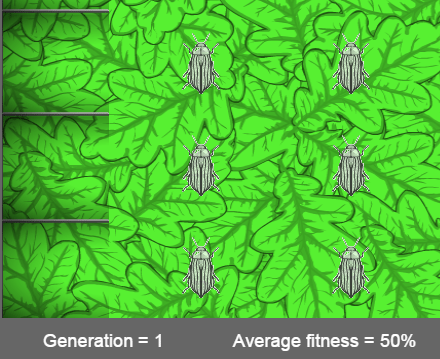 Generation = 1 Average fitness = 50%